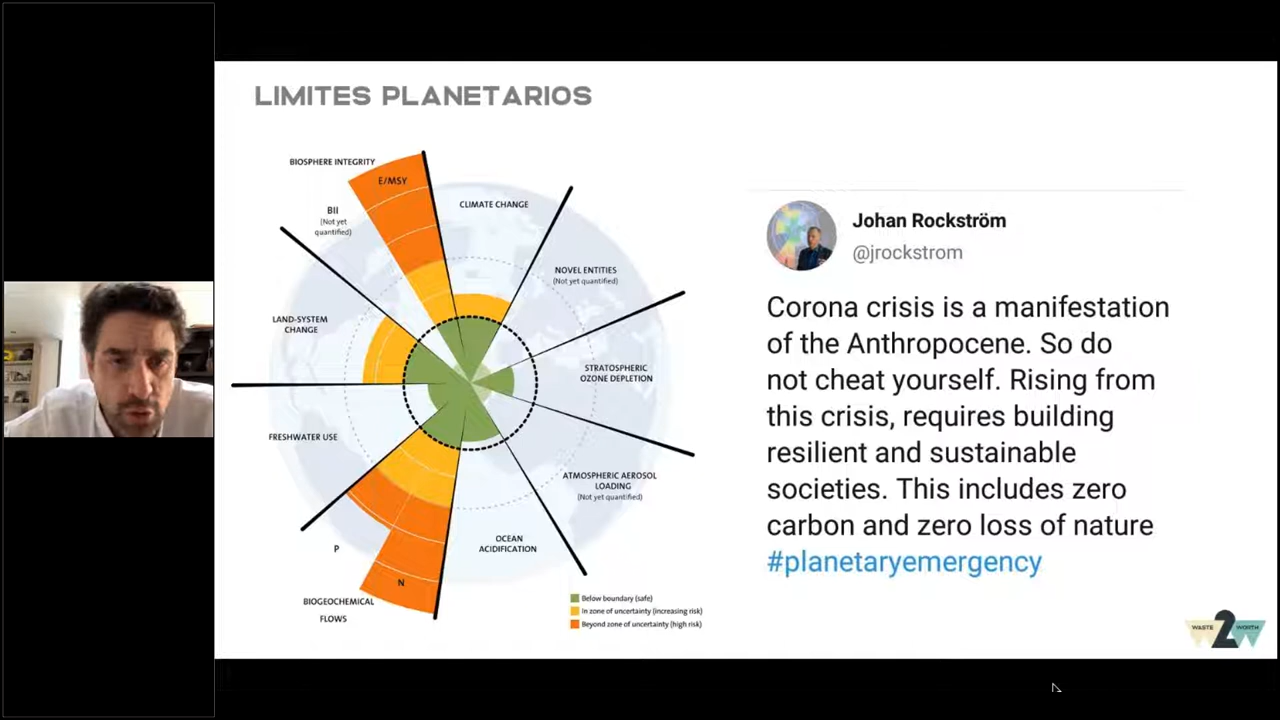 LIMITES PLANETARIOS
BIOSPHERE INTEGRITY
E/MSY
BII
(Not yet
quantified)
CLIMATE CHANGE
NOVEL ENTITIES
(Not yet quantified)
LAND-SYSTEM
CHANGE
STRATOSPHERIC
OZONE DEPLETION
FRESHWATER USE
ATMOSPHERIC AEROSOL
LOADING
(Not yet quantified)
P
N
BIOGEOCHEMICAL
FLOWS
OCEAN
ACIDIFICATION
Below boundary (safe)
In zone of uncertainty (increasing risk)
Beyond zone of uncertainty (high risk)
Johan Rockström
@jrockstrom
Corona crisis is a manifestation
of the Anthropocene. So do
not cheat yourself. Rising from
this crisis, requires building
resilient and sustainable
societies. This includes zero
carbon and zero loss of nature
#planetaryemergency
WASTE 2 WORTH